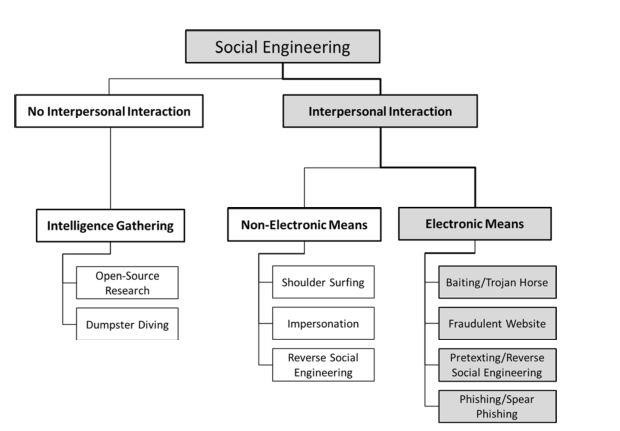 Social Engineering
No Interpersonal Interaction
Interpersonal Interaction
Intelligence Gathering
Non-Electronic Means
Electronic Means
Open-Source
Research
Dumpster Diving
Shoulder Surfing
Impersonation
Reverse Social
Engineering
Baiting/Trojan Horse
Fraudulent Website
Pretexting/Reverse
Social Engineering
Phishing/Spear
Phishing